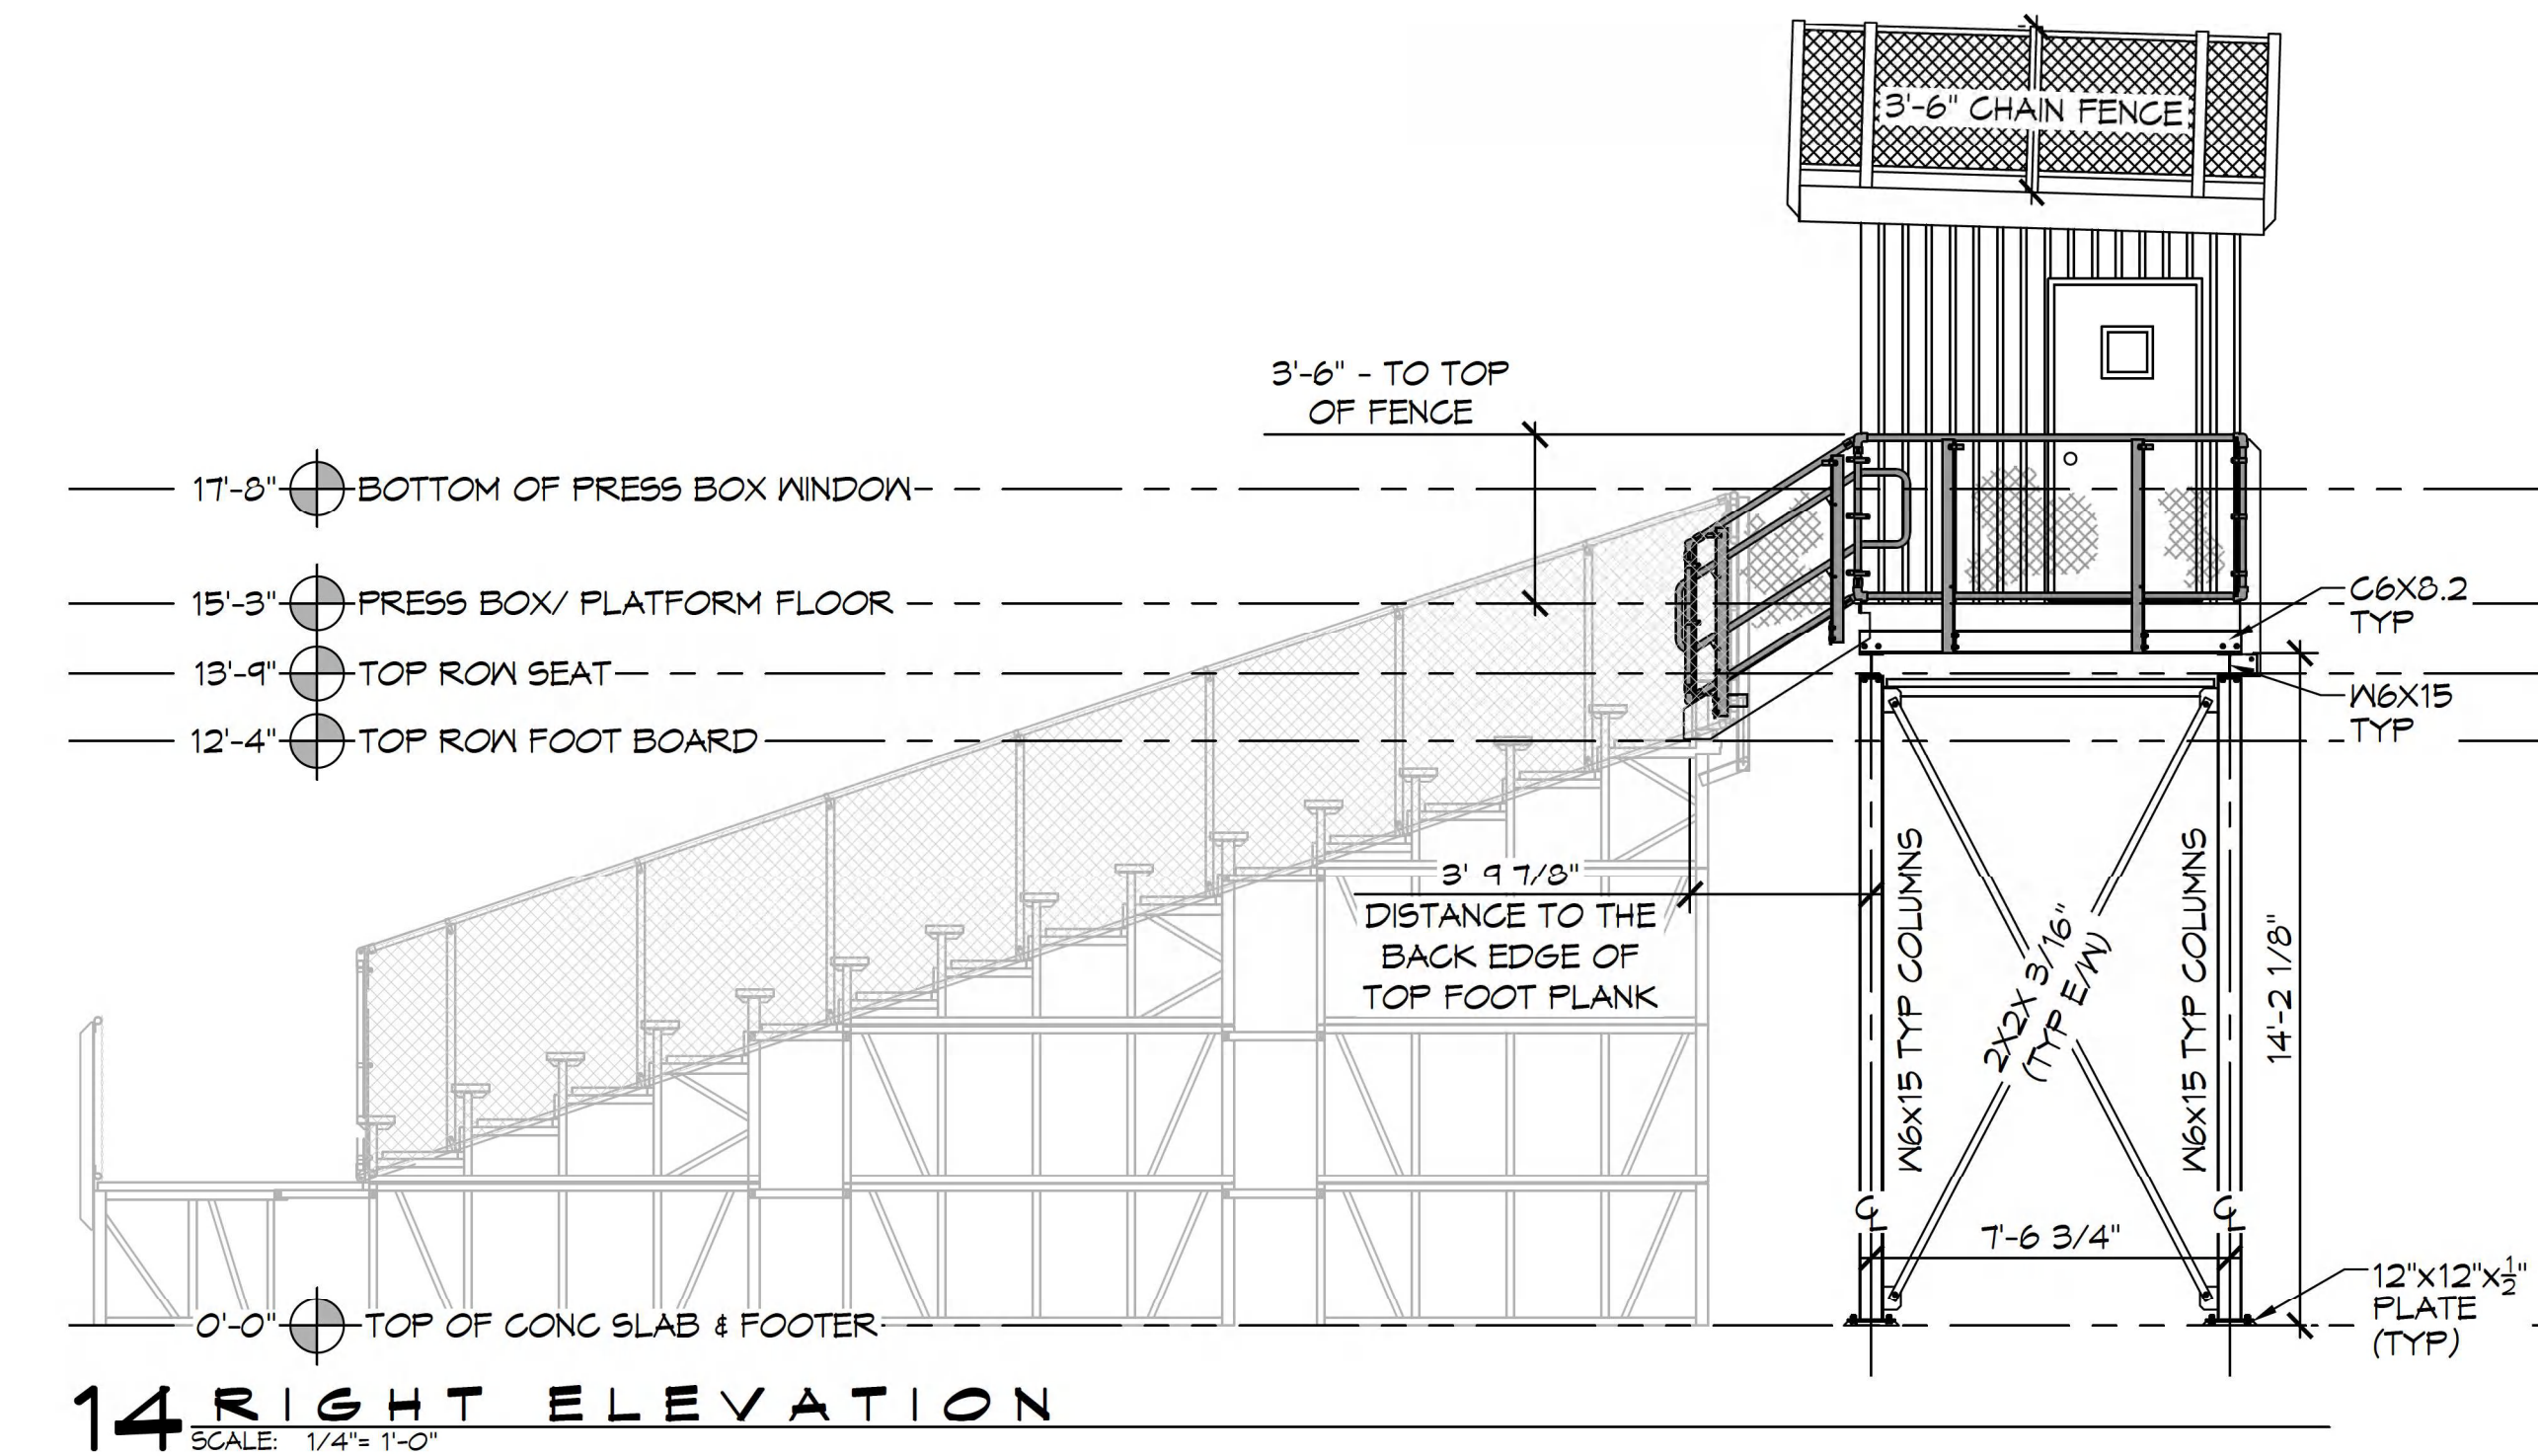 3'-6" CHAIN FENCE
3'-6" - TO TOP
OF FENCE
17'-8" BOTTOM OF PRESS BOX WINDOW
15'-3" PRESS BOX/ PLATFORM FLOOR
13'-9" TOP ROW SEAT
12'-4" TOP ROW FOOT BOARD
C6X8.2
TYP
W6X15
TYP
3' 9 7/8"
DISTANCE TO THE
BACK EDGE OF
TOP FOOT PLANK
W6x15 TYP COLUMNS
2X2X 3/16"
(TYP E/W)
W6x15 TYP COLUMNS
14'-2 1/8"
CL
CL
7'-6 3/4"
12"x12"x1/2"
PLATE
(TYP)
0'-0" TOP OF CONC SLAB & FOOTER
14 RIGHT ELEVATION
SCALE: 1/4"= 1'-0"